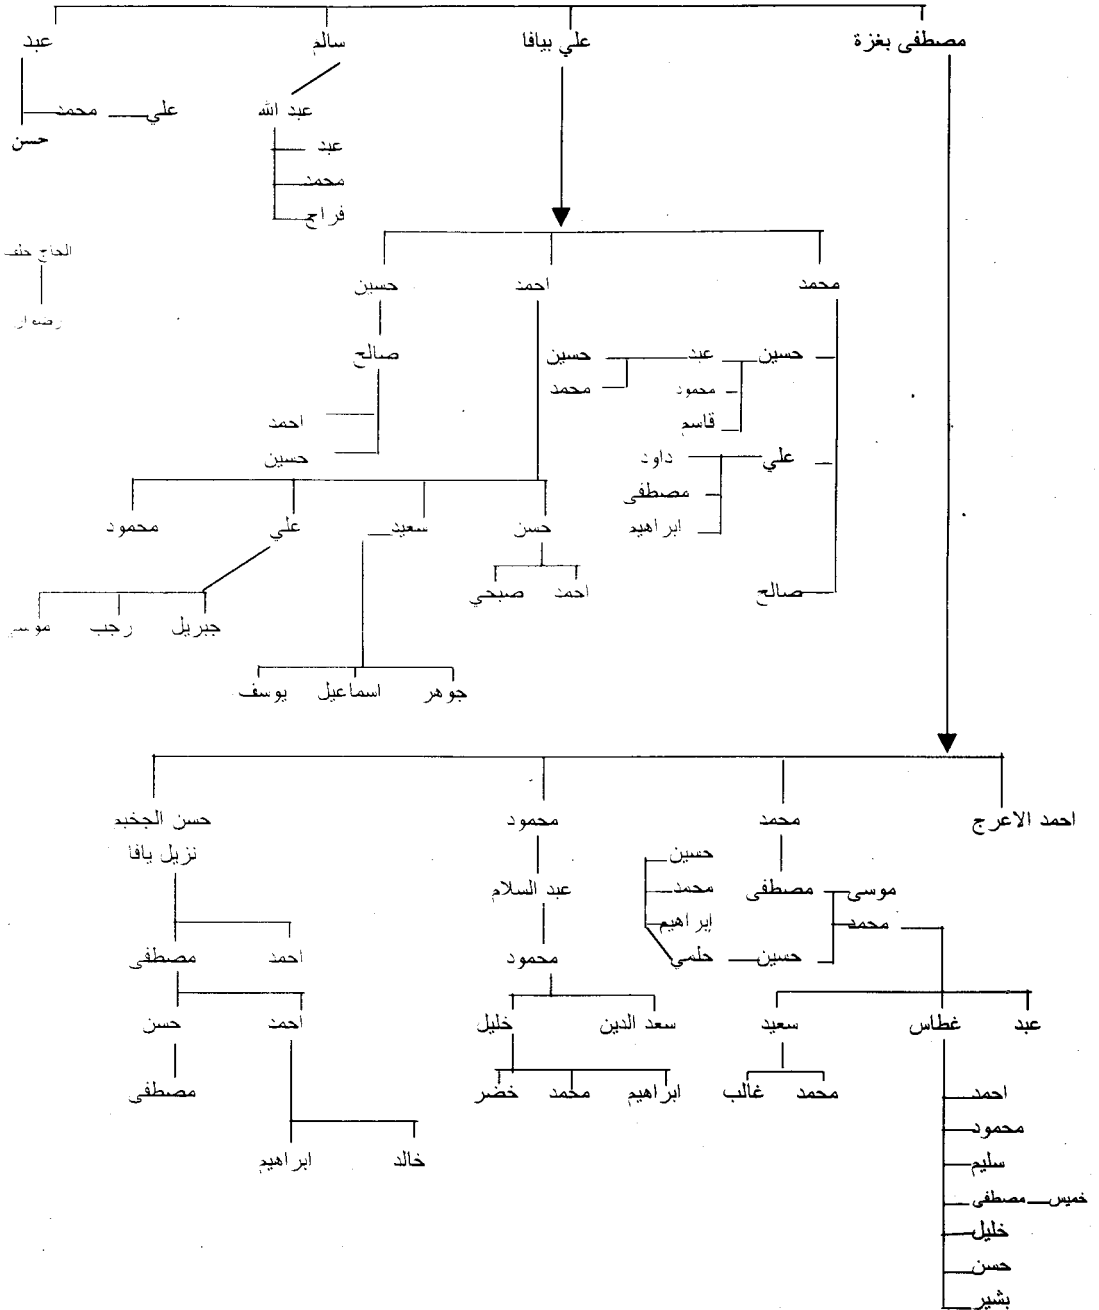 مصطفى بغزة علي بيافا سالم عبد
عبد الله علي محمد
حسن
عبد
محمد
فراج
الحاج خلف
محمد احمد حسين
حسين عبد حسين صالح
محمود محمد
قاسم احمد
علي داود حسين
مصطفى
ابراهيم حسن سعيد علي محمود
صالح احمد صبحي
جبريل رجب موسى
جوهر اسماعيل يوسف
احمد الاعرج محمد محمود حسن
نزيل يافا
حسين
موسى مصطفى محمد عبد السلام
محمد ابراهيم
حسين حلمي محمود احمد مصطفى
عبد غطاس سعيد سعد الدين خليل احمد حسن
احمد محمد غالب ابراهيم محمد خضر مصطفى
محمود
سليم خالد ابراهيم
خميس مصطفى
خليل
حسن
بشير